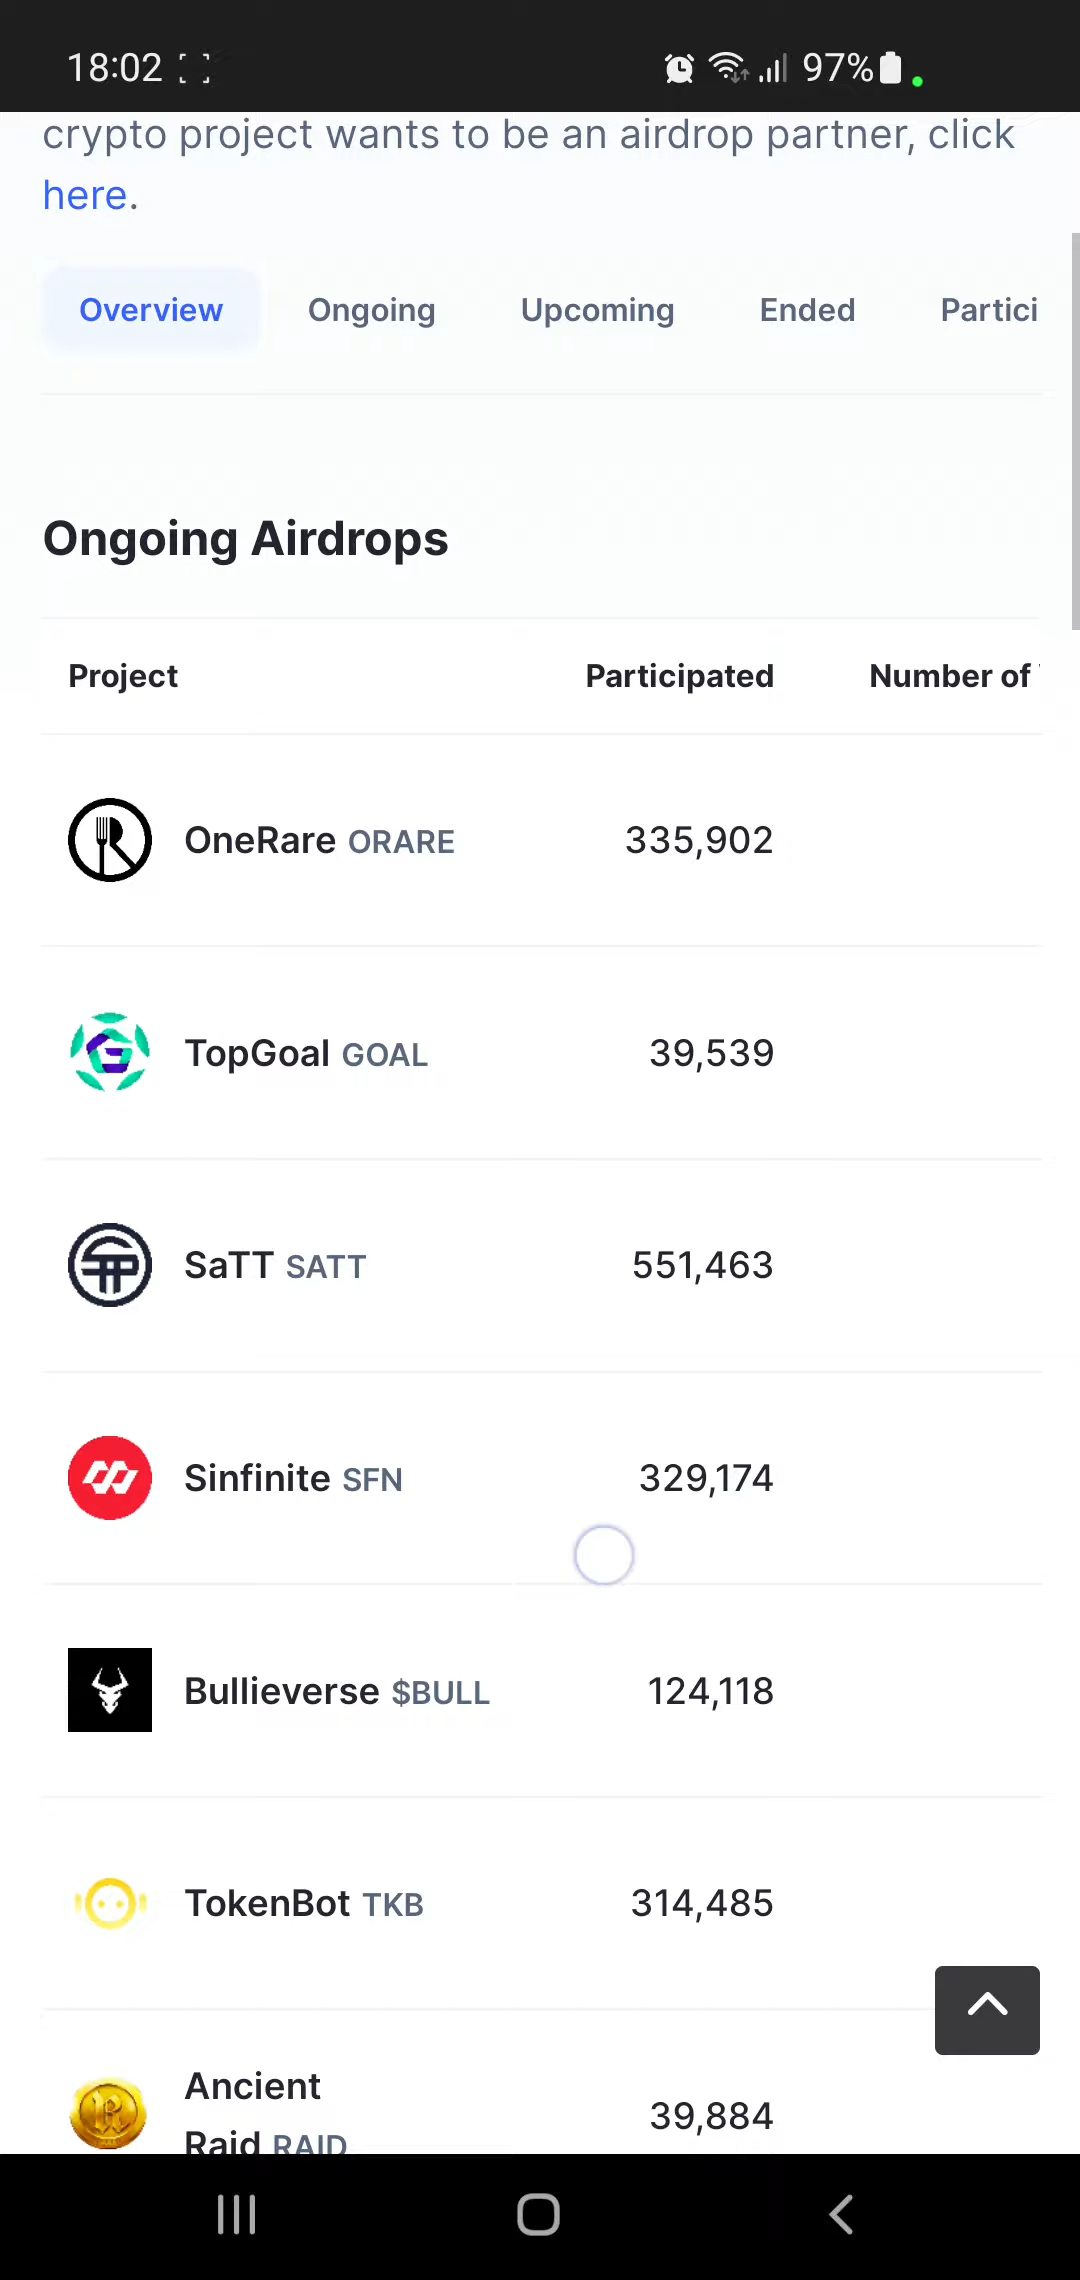 18:02 97%
crypto project wants to be an airdrop partner, click
here.
Overview Ongoing Upcoming Ended Partici
Ongoing Airdrops
Project Participated Number of
OneRare ORARE 335,902
TopGoal GOAL 39,539
SaTT SATT 551,463
Sinfinite SFN 329,174
Bullieverse $BULL 124,118
TokenBot TKB 314,485
Ancient
Raid RAID 39,884